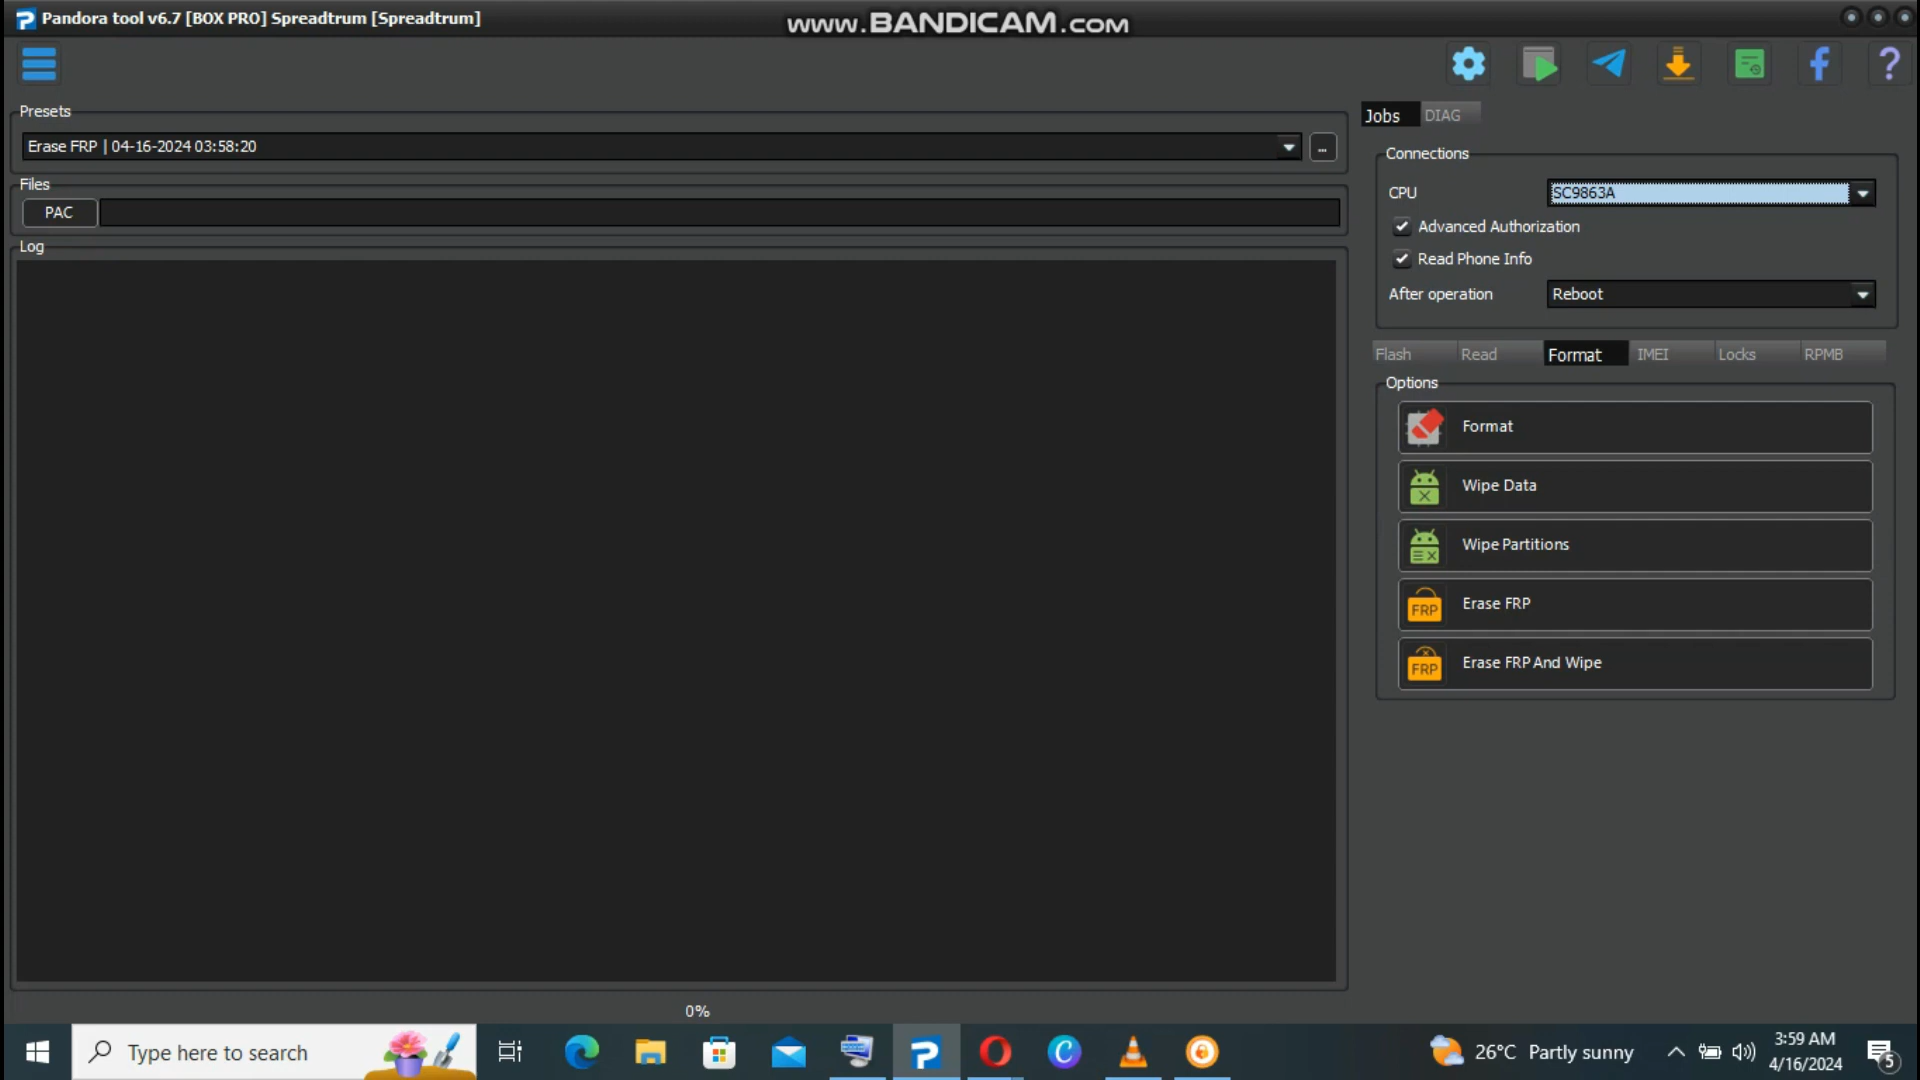 Pandora tool v6.7 [BOX PRO] Spreadtrum [Spreadtrum]
www.BANDICAM.com
Presets
Erase FRP | 04-16-2024 03:58:20
...
Files
PAC
Log
Jobs
DIAG
Connections
CPU
SC9863A
Advanced Authorization
Read Phone Info
After operation
Reboot
Flash
Read
Format
IMEI
Locks
RPMB
Options
Format
Wipe Data
Wipe Partitions
FRP
Erase FRP
FRP
Erase FRP And Wipe
0%
Type here to search
26°C Partly sunny
3:59 AM
4/16/2024
5